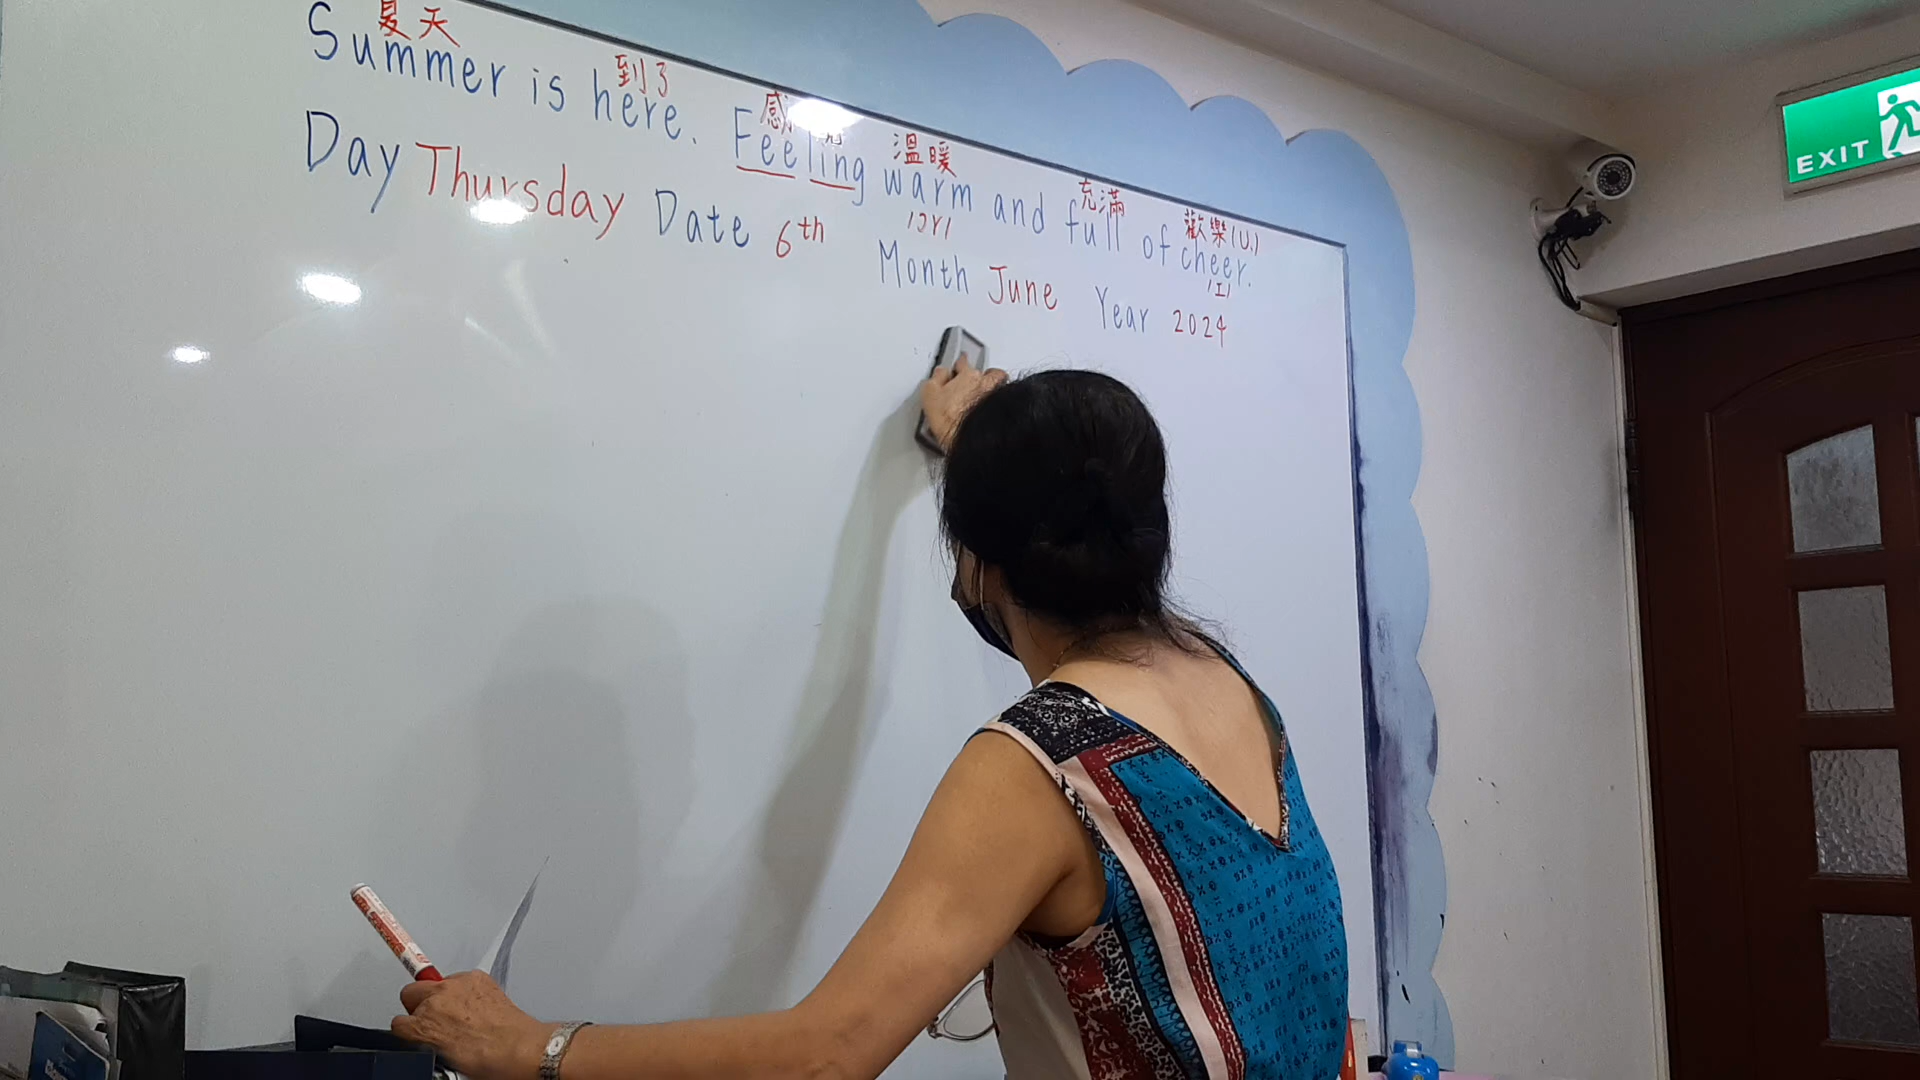 夏天 到了 感 溫暖 充滿 歡樂(U.)
Summer is here. Feeling warm and full of cheer.
/ɔr/ /ɪ/
Day Thursday Date 6th Month June Year 2024
EXIT